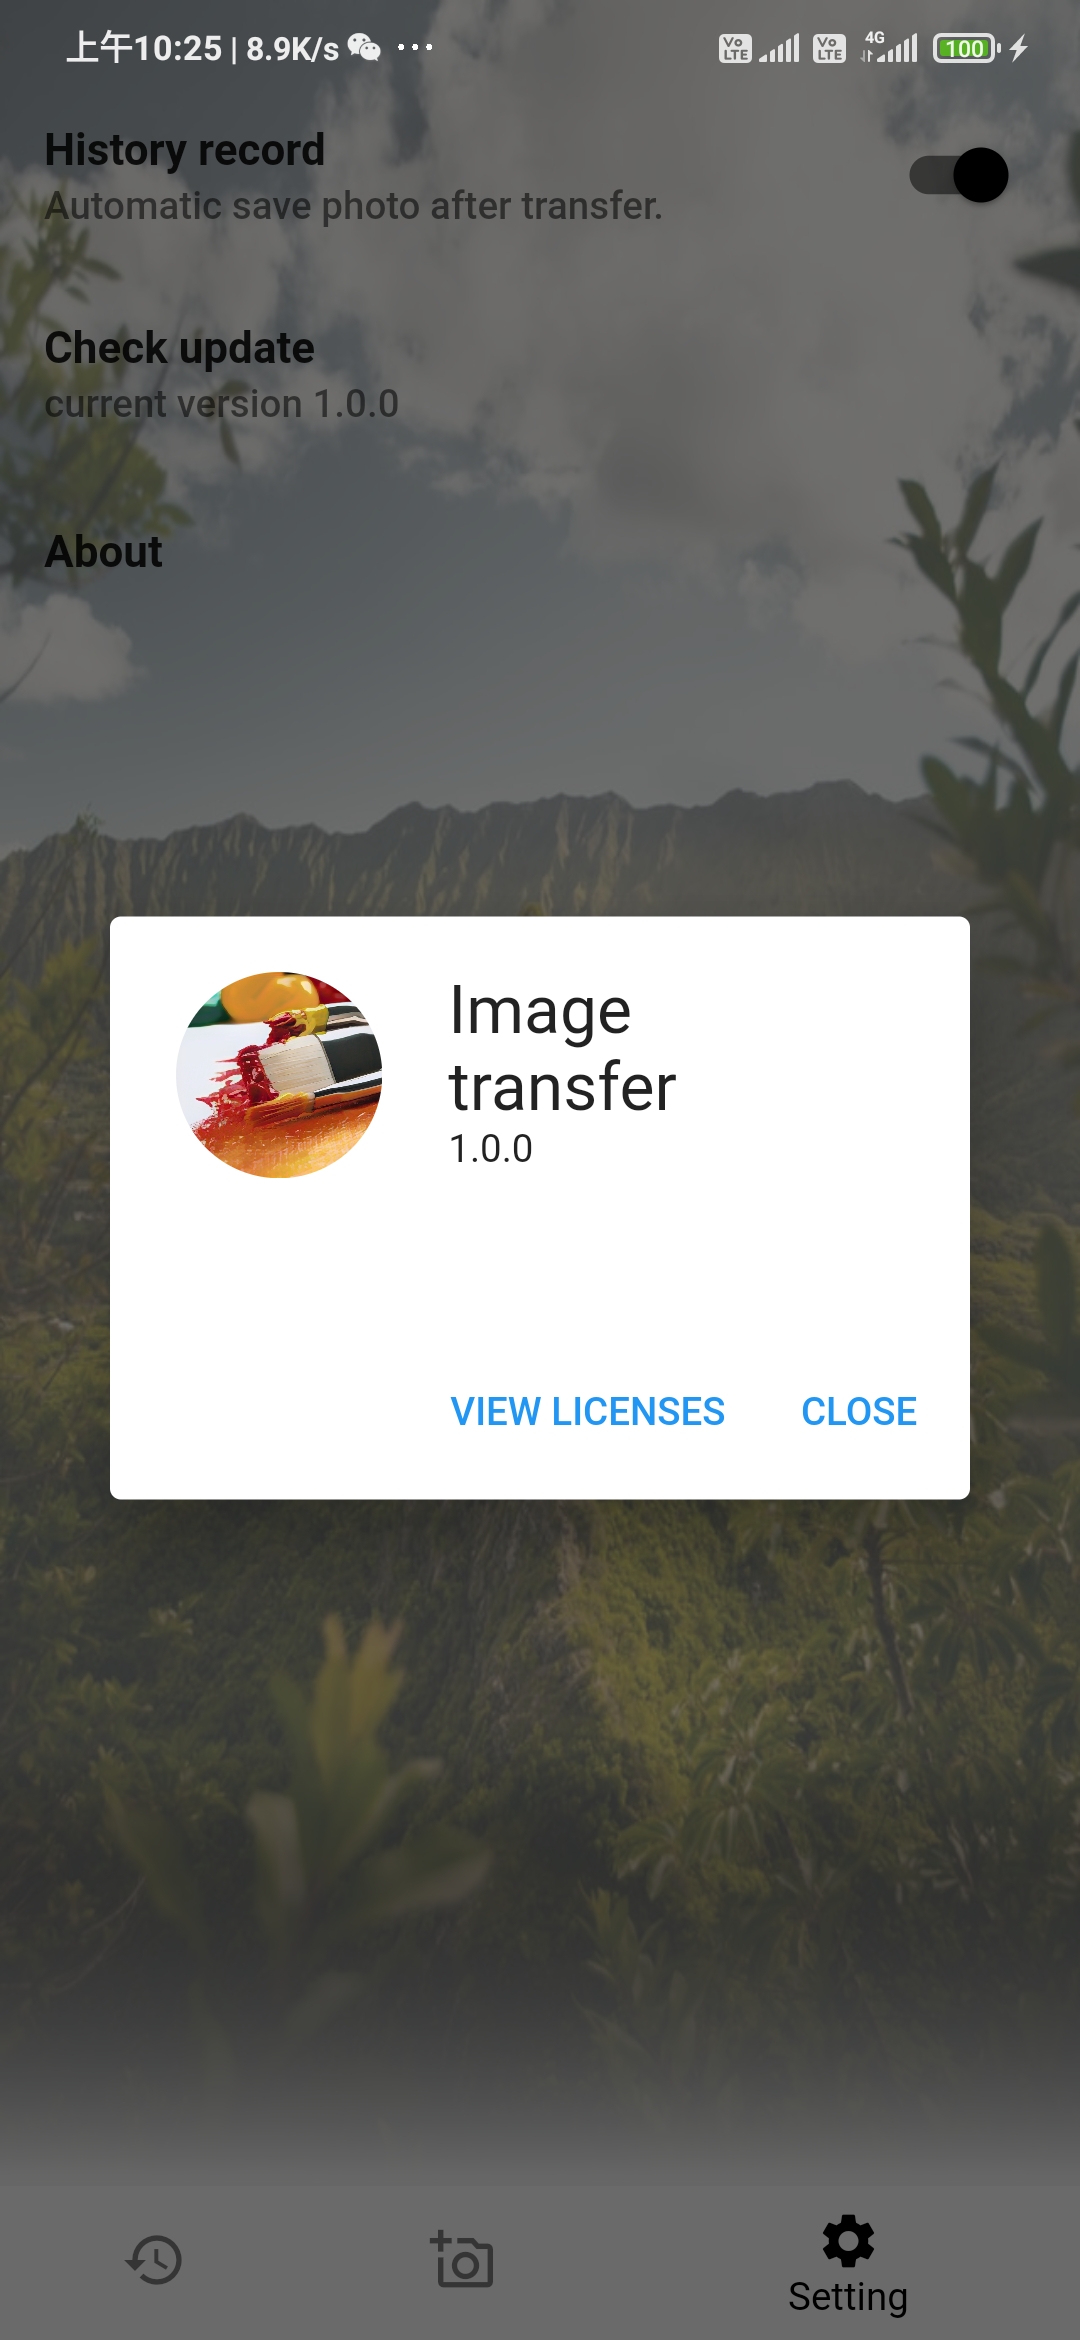 上午10:25 | 8.9K/s
Vo LTE Vo LTE 4G 100
History record
Automatic save photo after transfer.
Check update
current version 1.0.0
About
Image
transfer
1.0.0
VIEW LICENSES CLOSE
Setting